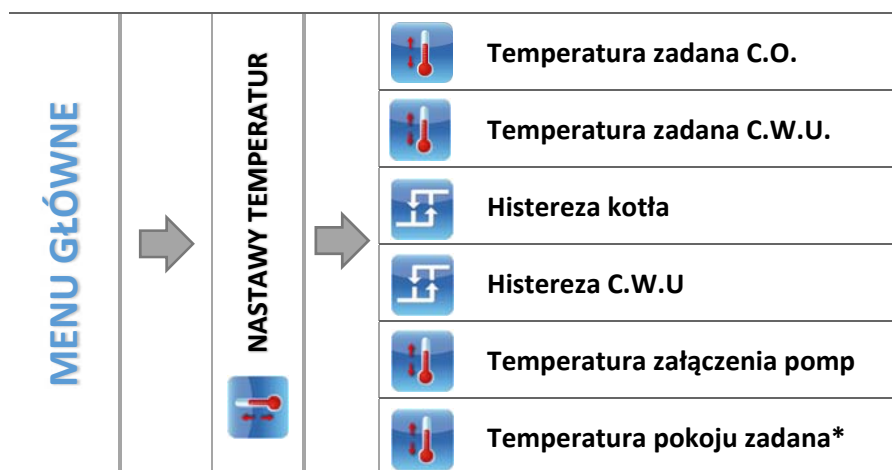 MENU GŁÓWNE
NASTAWY TEMPERATUR
Temperatura zadana C.O.
Temperatura zadana C.W.U.
Histereza kotła
Histereza C.W.U
Temperatura załączenia pomp
Temperatura pokoju zadana*